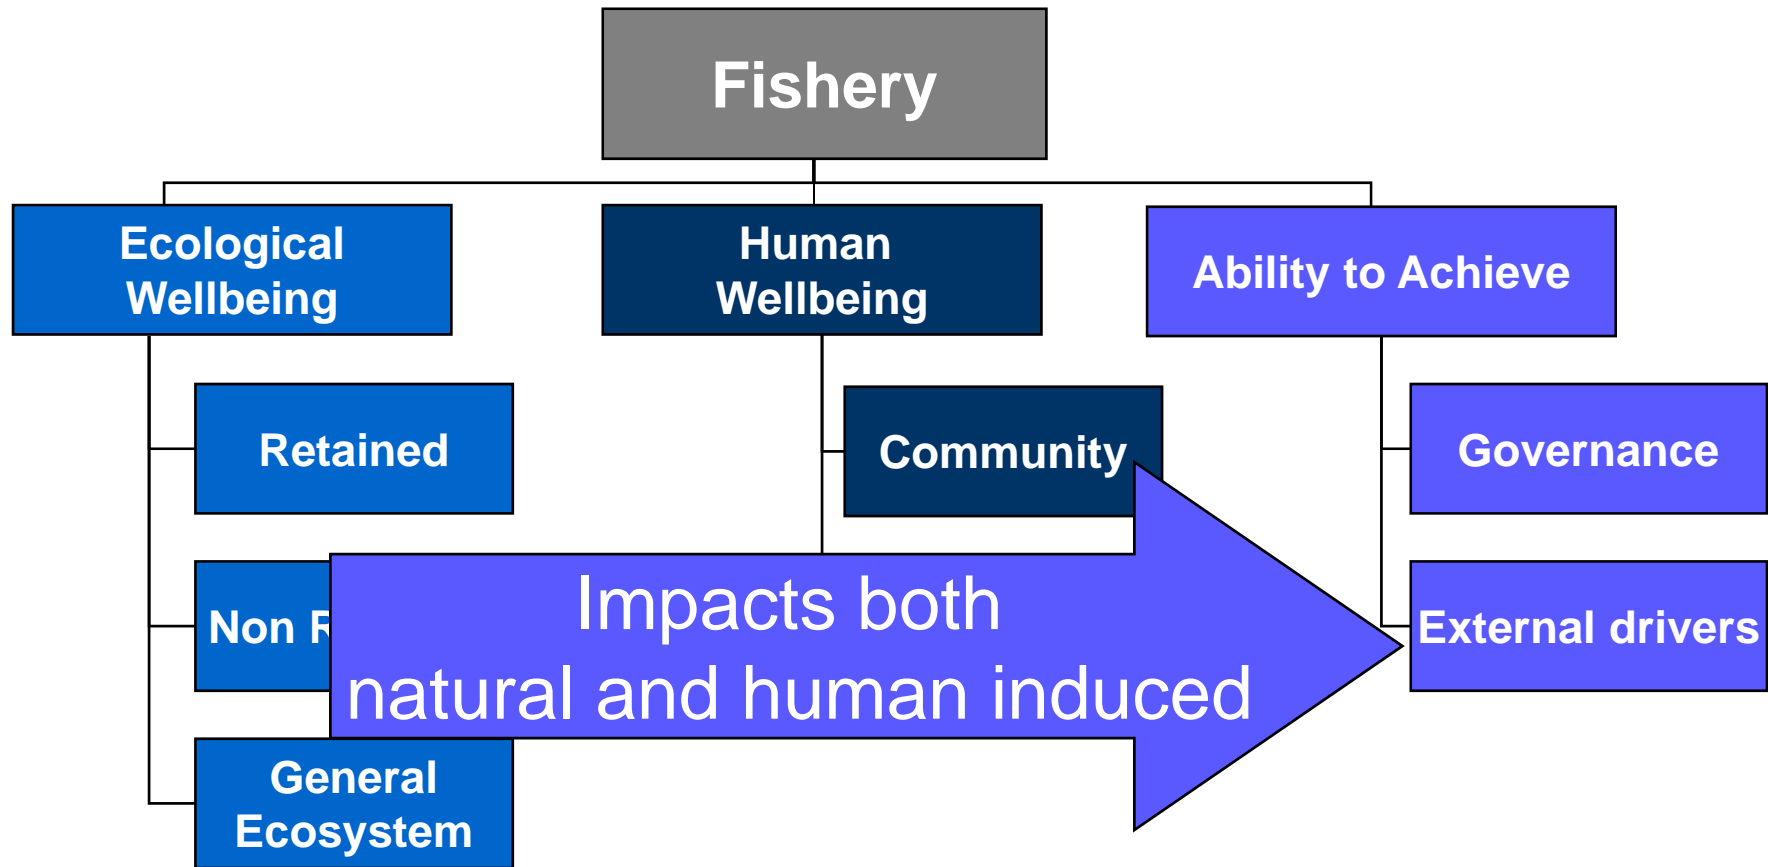 Fishery
Ecological
Wellbeing
Human
Wellbeing
Ability to Achieve
Retained
Community
Governance
Non
Impacts both
natural and human induced
External drivers
General
Ecosystem